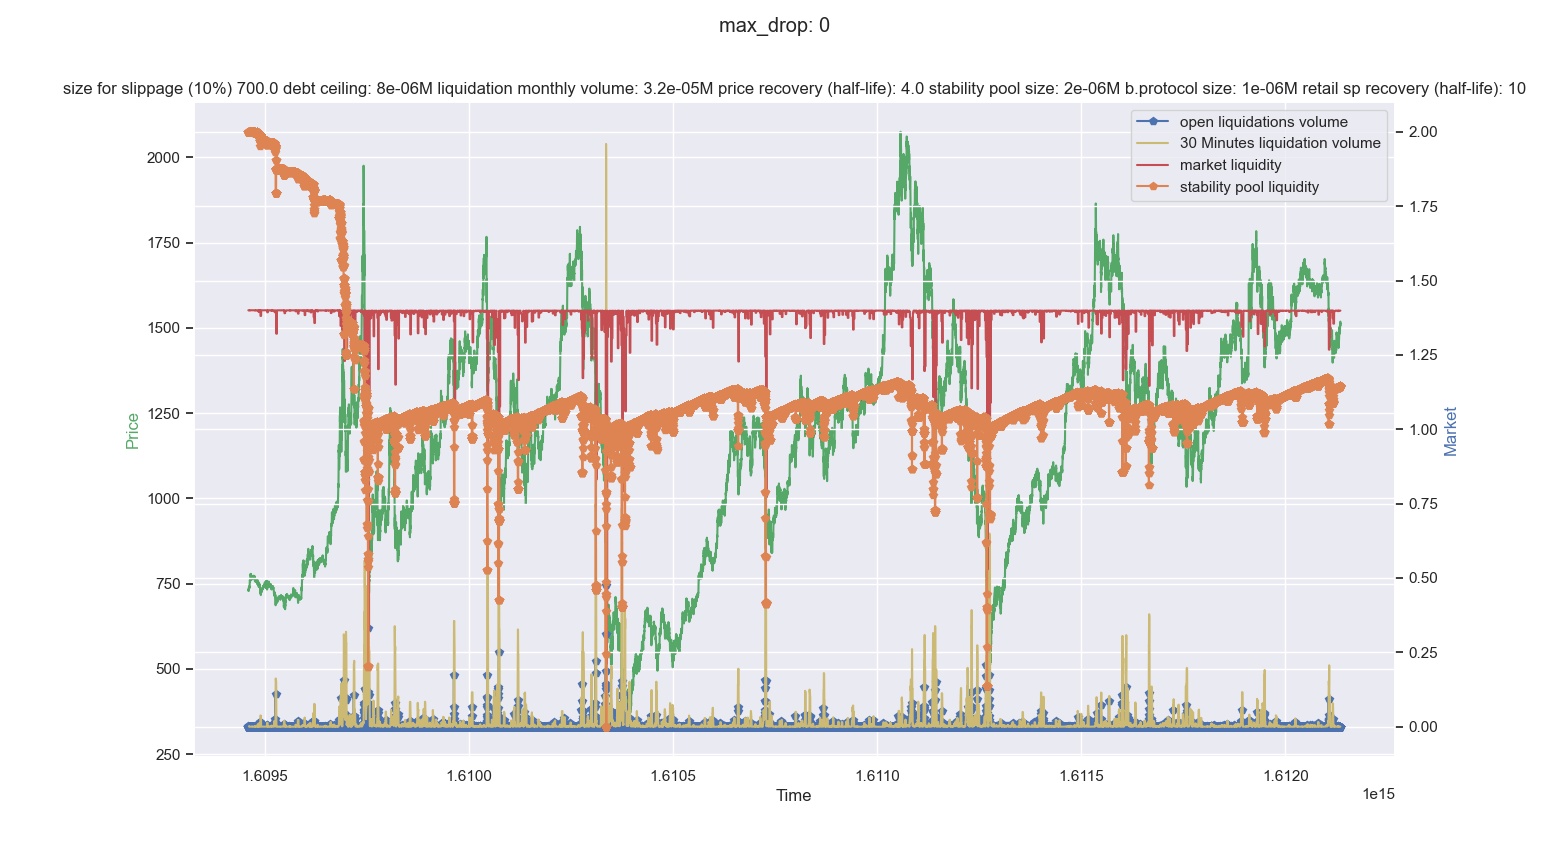 max_drop: 0
size for slippage (10%) 700.0 debt ceiling: 8e-06M liquidation monthly volume: 3.2e-05M price recovery (half-life): 4.0 stability pool size: 2e-06M b.protocol size: 1e-06M retail sp recovery (half-life): 10
open liquidations volume
30 Minutes liquidation volume
market liquidity
stability pool liquidity
2000
1750
1500
1250
1000
750
500
250
Price
2.00
1.75
1.50
1.25
1.00
0.75
0.50
0.25
0.00
Market
1.6095 1.6100 1.6105 1.6110 1.6115 1.6120
Time
1e15